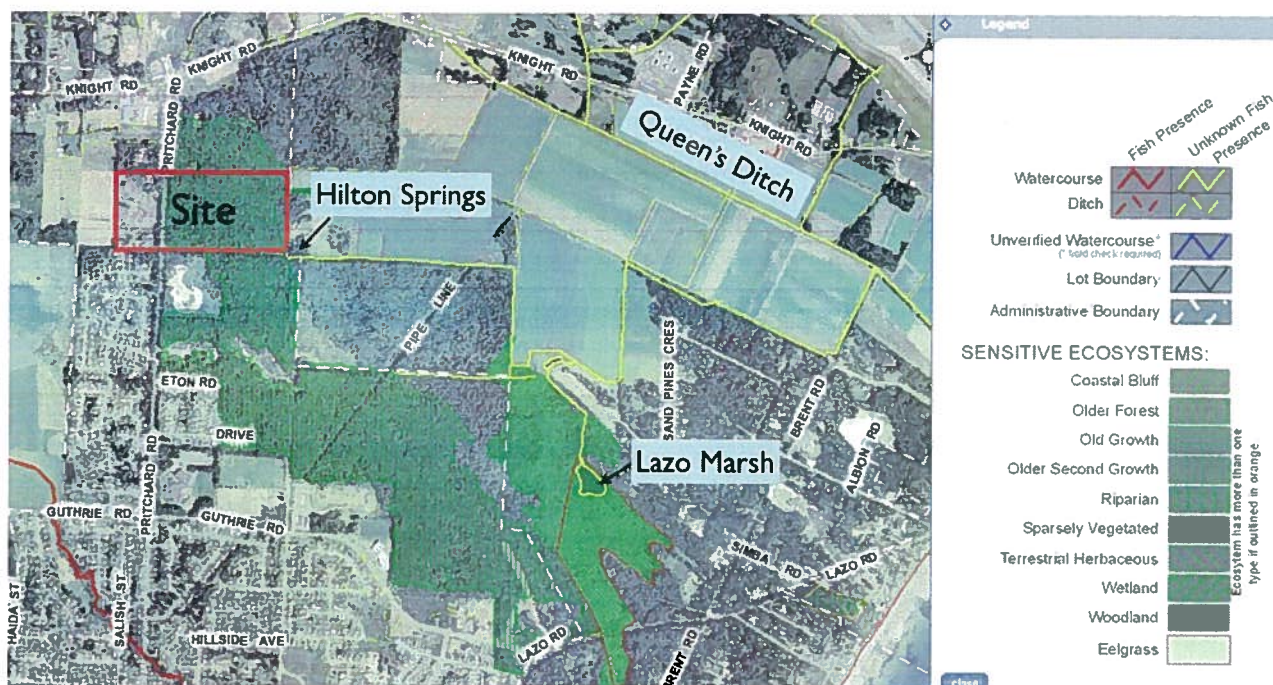 KNIGHT RD
KNIGHT RD
KNIGHT RD
PAYNE RD
KNIGHT RD
PRITCHARD RD
Queen's Ditch
Site
Hilton Springs
PIPE LINE
SAND PINES CRES
BRENT RD
ALBION RD
ETON RD
DRIVE
PRITCHARD RD
Lazo Marsh
GUTHRIE RD
GUTHRIE RD
SIMBA RD
LAZO RD
HAIDA ST
SALISH ST
HILLSIDE AVE
LAZO RD
BRENT RD
Legend
Fish Presence
Unknown Fish
Presence
Watercourse
Ditch
Unverified Watercourse*
(* field check required)
Lot Boundary
Administrative Boundary
SENSITIVE ECOSYSTEMS:
Coastal Bluff
Older Forest
Old Growth
Older Second Growth
Riparian
Sparsely Vegetated
Terrestrial Herbaceous
Wetland
Woodland
Eelgrass
Ecosytem has more than one
type if outlined in orange
close